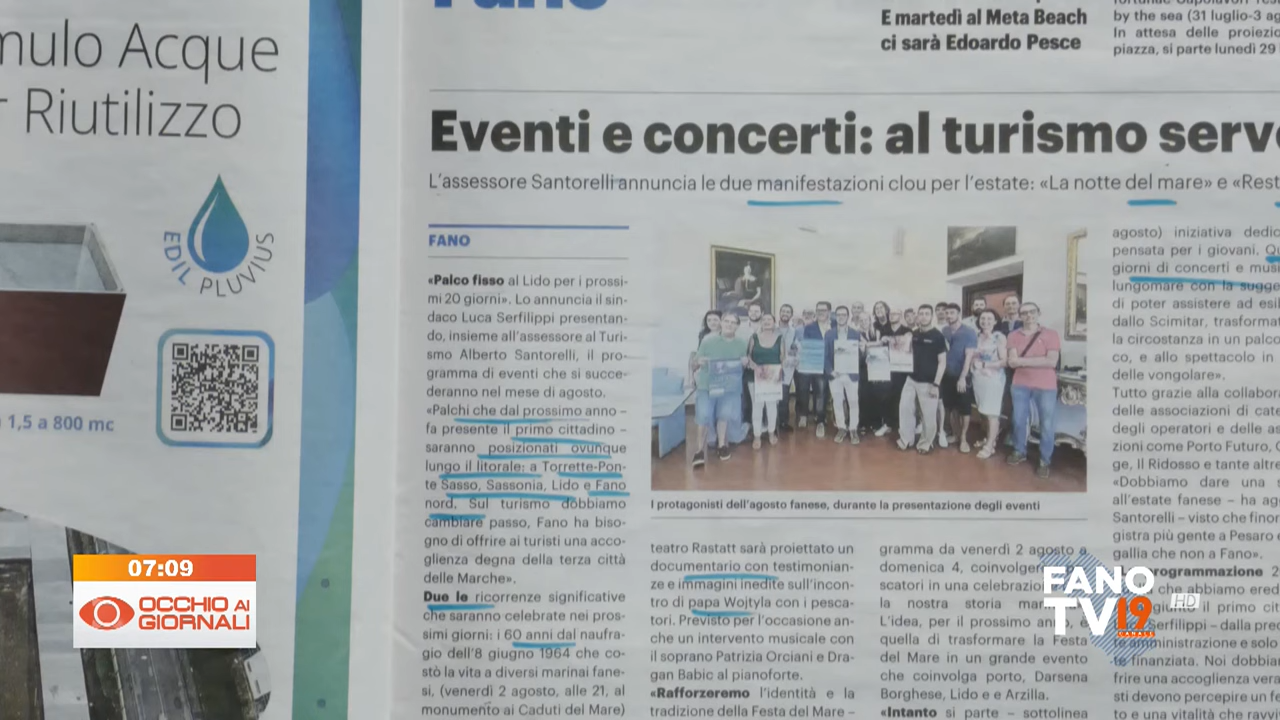 Fano
E martedì al Meta Beach
ci sarà Edoardo Pesce
by the sea (31 luglio-3 ag
In attesa delle proiezio
piazza, si parte lunedì 29
mulo Acque
r Riutilizzo
EDIL PLUVIUS
1,5 a 800 mc
Eventi e concerti: al turismo serv
L'assessore Santorelli annuncia le due manifestazioni clou per l'estate: «La notte del mare» e «Rest
FANO
«Palco fisso al Lido per i prossi-
mi 20 giorni». Lo annuncia il sin-
daco Luca Serfilippi presentan-
do, insieme all'assessore al Turi-
smo Alberto Santorelli, il pro-
gramma di eventi che si succe-
deranno nel mese di agosto.
«Palchi che dal prossimo anno –
fa presente il primo cittadino –
saranno posizionati ovunque
lungo il litorale: a Torrette-Pon-
te Sasso, Sassonia, Lido e Fano
nord. Sul turismo dobbiamo
cambiare passo, Fano ha biso-
gno di offrire ai turisti una acco-
glienza degna della terza città
delle Marche».
Due le ricorrenze significative
che saranno celebrate nei pros-
simi giorni: i 60 anni dal naufra-
gio dell'8 giugno 1964 che co-
stò la vita a diversi marinai fane-
si, (venerdì 2 agosto, alle 21, al
monumento ai Caduti del Mare)
I protagonisti dell'agosto fanese, durante la presentazione degli eventi
teatro Rastatt sarà proiettato un
documentario con testimonian-
ze e immagini inedite sull'incon-
tro di papa Wojtyla con i pesca-
tori. Previsto per l'occasione an-
che un intervento musicale con
il soprano Patrizia Orciani e Dra-
gan Babic al pianoforte.
«Rafforzeremo l'identità e la
tradizione della Festa del Mare –
gramma da venerdì 2 agosto a
domenica 4, coinvolge
scatori in una celebrazio
la nostra storia mar
L'idea, per il prossimo an o, è
quella di trasformare la Festa
del Mare in un grande evento
che coinvolga porto, Darsena
Borghese, Lido e e Arzilla.
«Intanto si parte – sottolinea
agosto) iniziativa dedic
pensata per i giovani. Qu
giorni di concerti e musi
lungomare con la sugge
di poter assistere ad esi
dallo Scimitar, trasformat
la circostanza in un palco
co, e allo spettacolo in
delle vongolare».
Tutto grazie alla collabor
delle associazioni di cate
degli operatori e delle as
zioni come Porto Futuro, C
ge, Il Ridosso e tante altre
«Dobbiamo dare una s
all'estate fanese – ha ag
Santorelli – visto che finor
gistra più gente a Pesaro e
gallia che non a Fano».
programmazione 2
che abbiamo ered
il primo cit
Serfilippi – dalla prec
te amministrazione e solo
te finanziata. Noi dobbia
frire una accoglienza vera
sti devono percepire un fe
to e una vitalità che ravvi
07:09
OCCHIO AI
GIORNALI
FANO
TV19
CANALE
HD